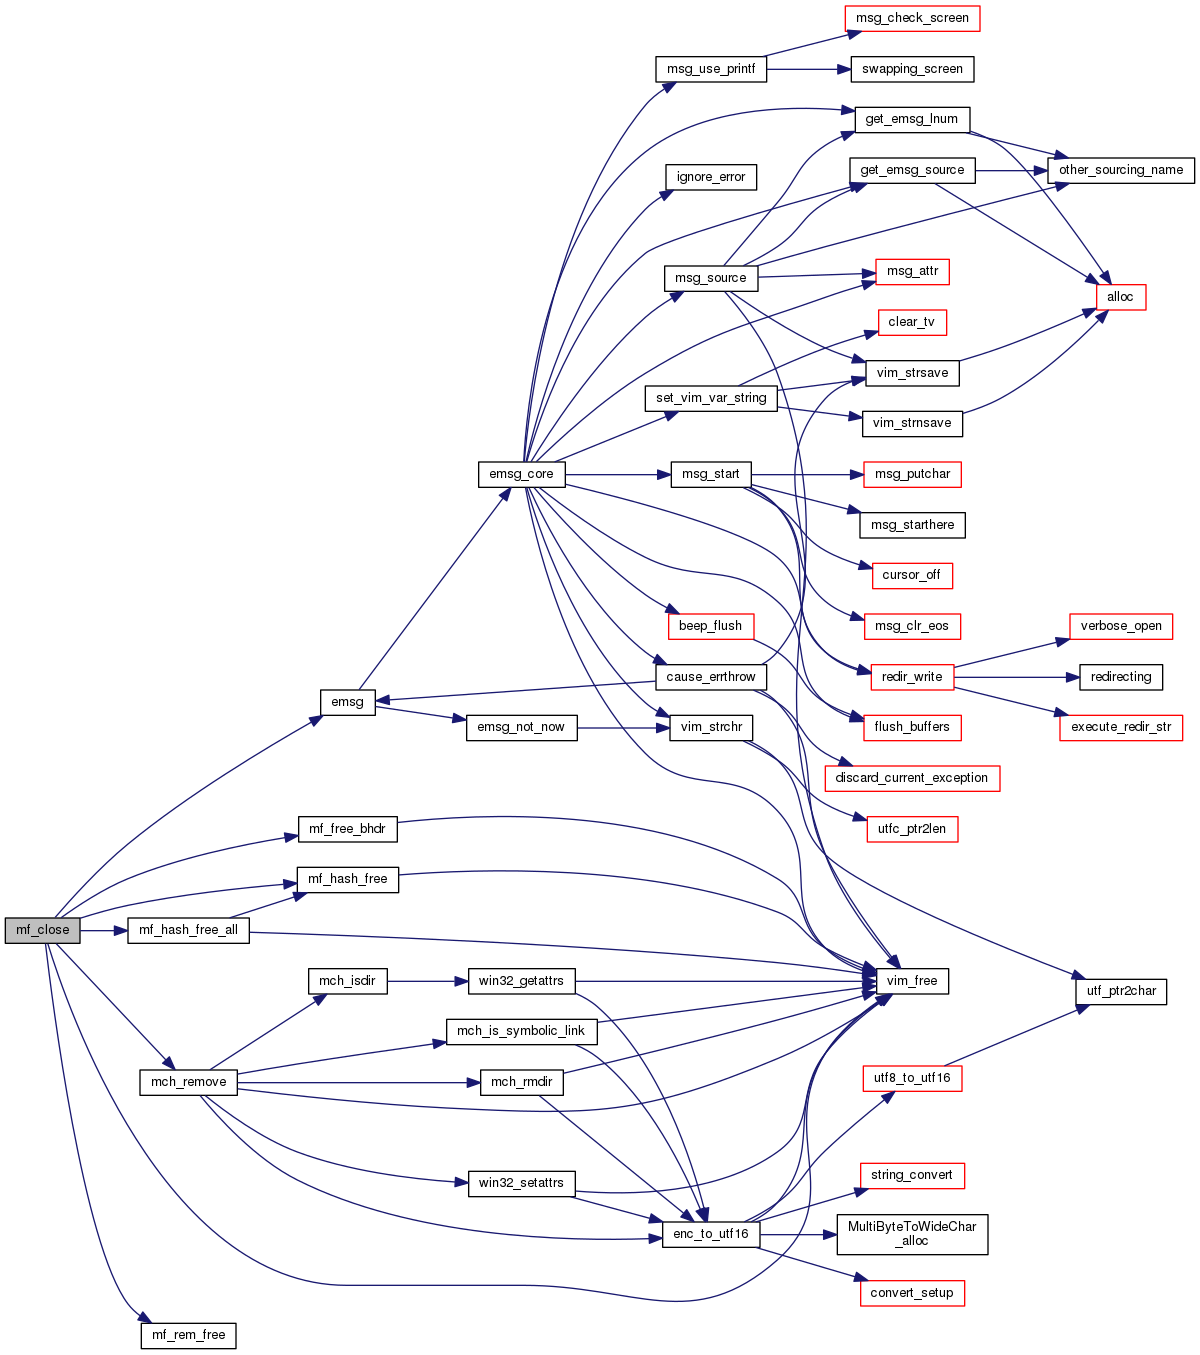 msg_check_screen
msg_use_printf
swapping_screen
get_emsg_lnum
ignore_error
get_emsg_source
other_sourcing_name
msg_source
msg_attr
alloc
clear_tv
vim_strsave
set_vim_var_string
vim_strnsave
emsg_core
msg_start
msg_putchar
msg_starthere
cursor_off
beep_flush
msg_clr_eos
verbose_open
cause_errthrow
redir_write
redirecting
emsg
emsg_not_now
vim_strchr
flush_buffers
execute_redir_str
discard_current_exception
mf_free_bhdr
utfc_ptr2len
mf_hash_free
mf_close
mf_hash_free_all
mch_isdir
win32_getattrs
vim_free
utf_ptr2char
mch_is_symbolic_link
mch_remove
mch_rmdir
utf8_to_utf16
win32_setattrs
string_convert
enc_to_utf16
MultiByteToWideChar
_alloc
convert_setup
mf_rem_free